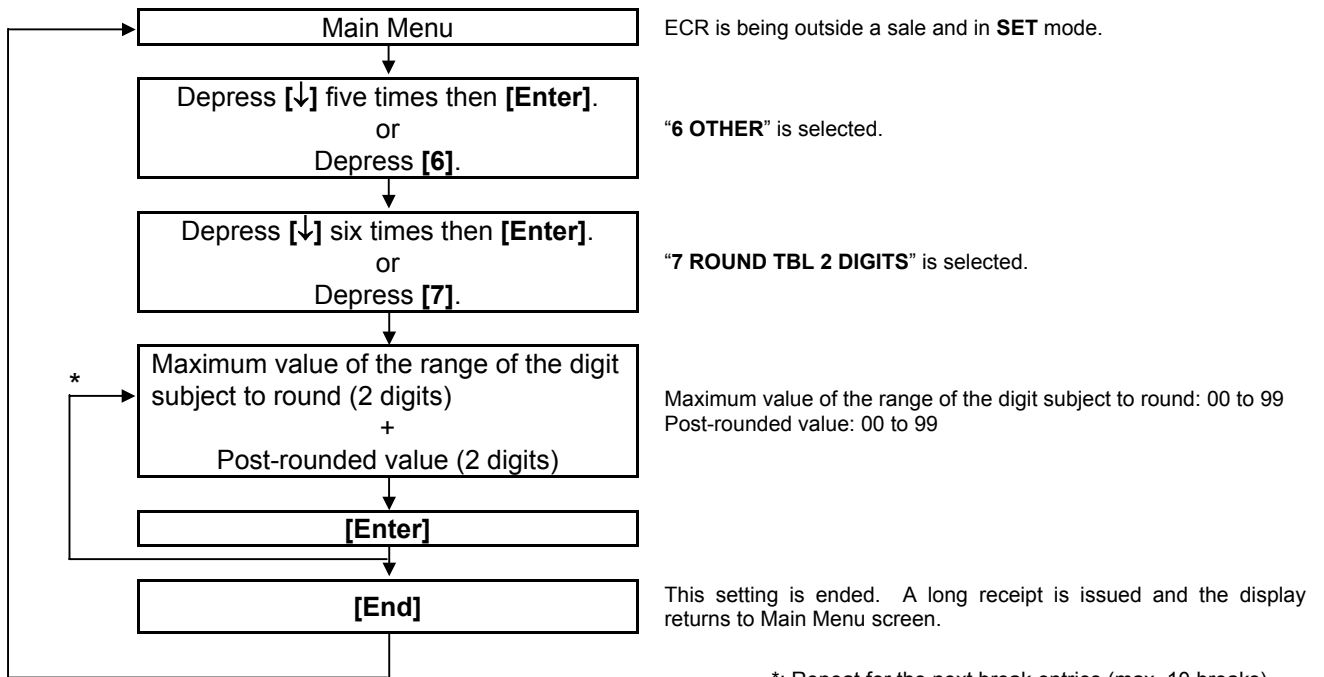 Main Menu
ECR is being outside a sale and in SET mode.
Depress [↓] five times then [Enter].
or
Depress [6].
“6 OTHER” is selected.
Depress [↓] six times then [Enter].
or
Depress [7].
“7 ROUND TBL 2 DIGITS” is selected.
*
Maximum value of the range of the digit
subject to round (2 digits)
+
Post-rounded value (2 digits)
Maximum value of the range of the digit subject to round: 00 to 99
Post-rounded value: 00 to 99
[Enter]
[End]
This setting is ended. A long receipt is issued and the display
returns to Main Menu screen.
*: Repeat for the next break entries (max. 19 breaks)